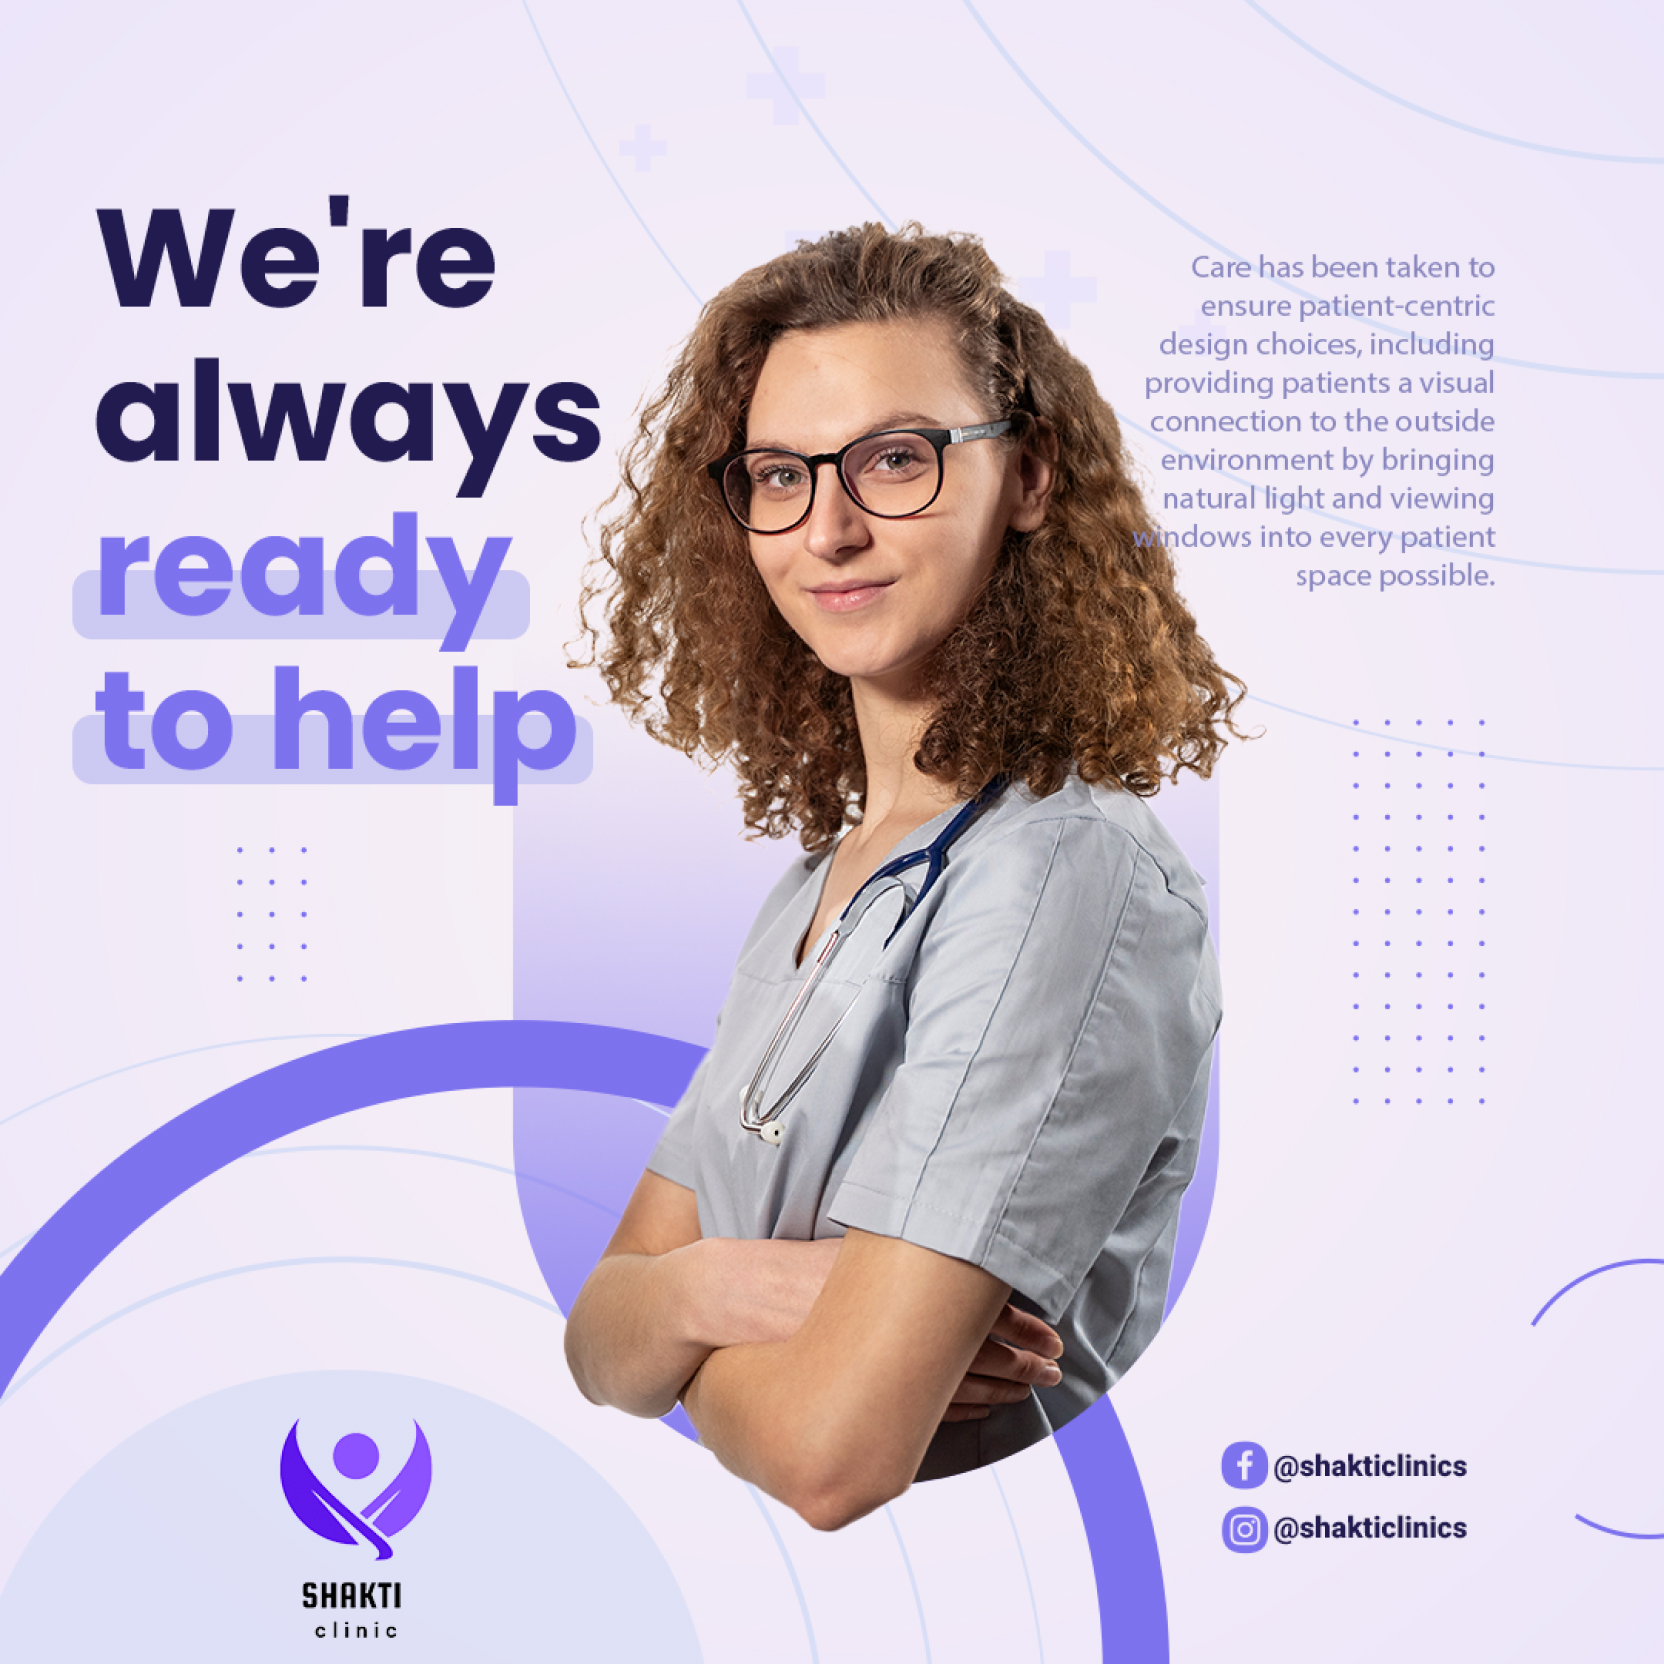 We're
always
ready
to help
Care has been taken to
ensure patient-centric
design choices, including
providing patients a visual
connection to the outside
environment by bringing
natural light and viewing
windows into every patient
space possible.
@shakticlinics
@shakticlinics
SHAKTI
clinic